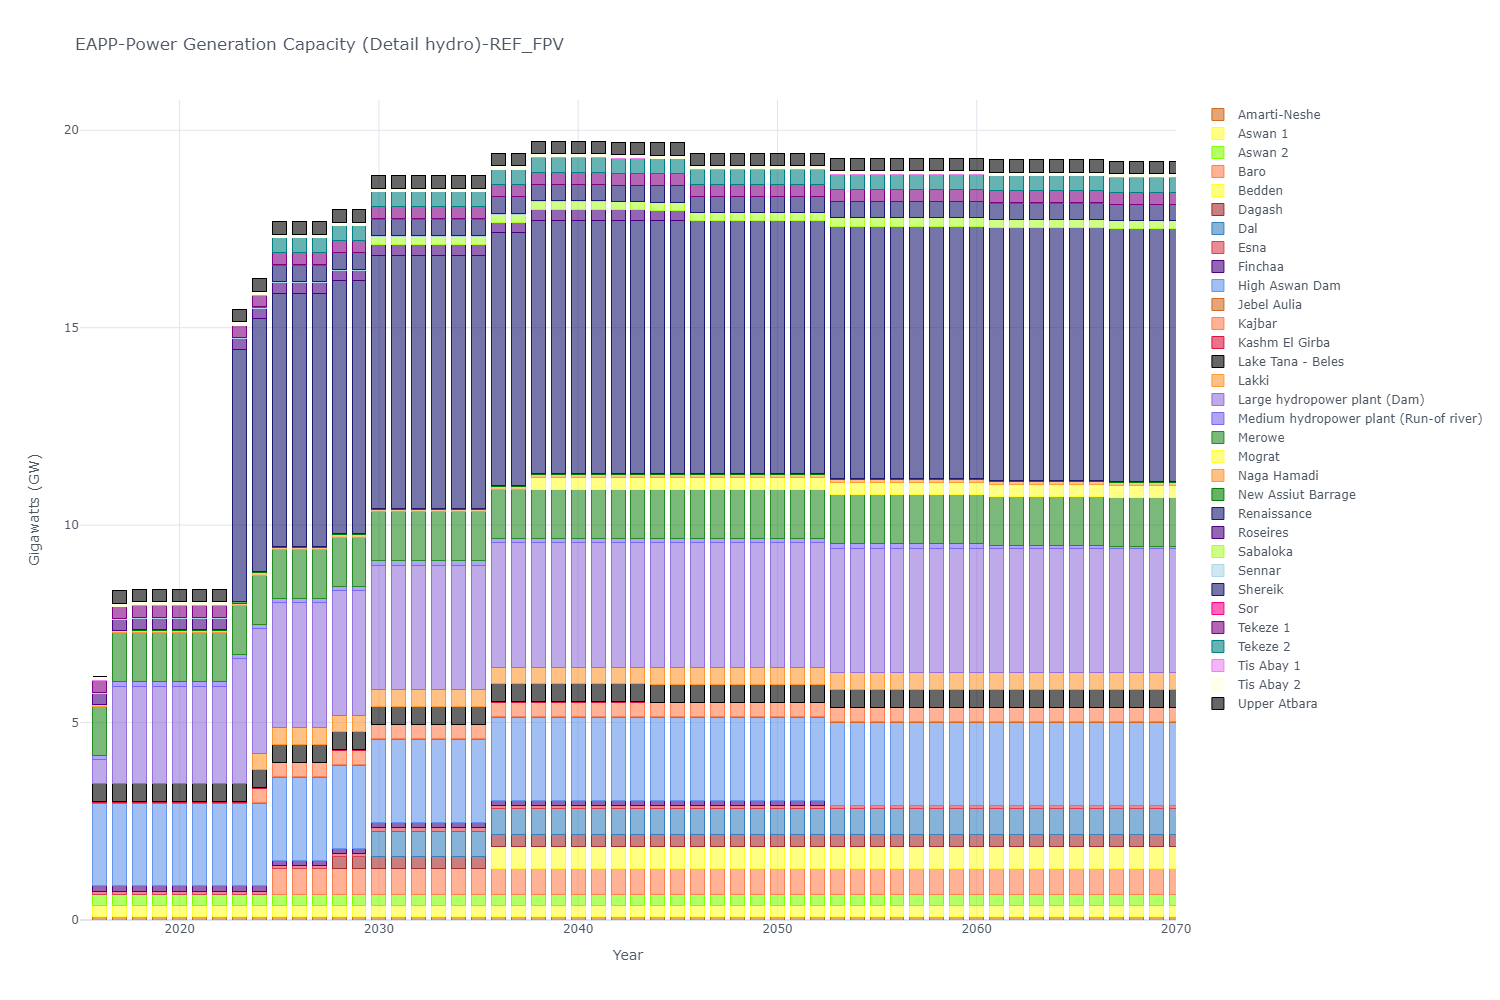 EAPP-Power Generation Capacity (Detail hydro)-REF_FPV
Gigawatts (GW)
20
15
10
5
0
2020
2030
2040
2050
2060
2070
Year
Amarti-Neshe
Aswan 1
Aswan 2
Baro
Bedden
Dagash
Dal
Esna
Finchaa
High Aswan Dam
Jebel Aulia
Kajbar
Kashm El Girba
Lake Tana - Beles
Lakki
Large hydropower plant (Dam)
Medium hydropower plant (Run-of river)
Merowe
Mograt
Naga Hamadi
New Assiut Barrage
Renaissance
Roseires
Sabaloka
Sennar
Shereik
Sor
Tekeze 1
Tekeze 2
Tis Abay 1
Tis Abay 2
Upper Atbara